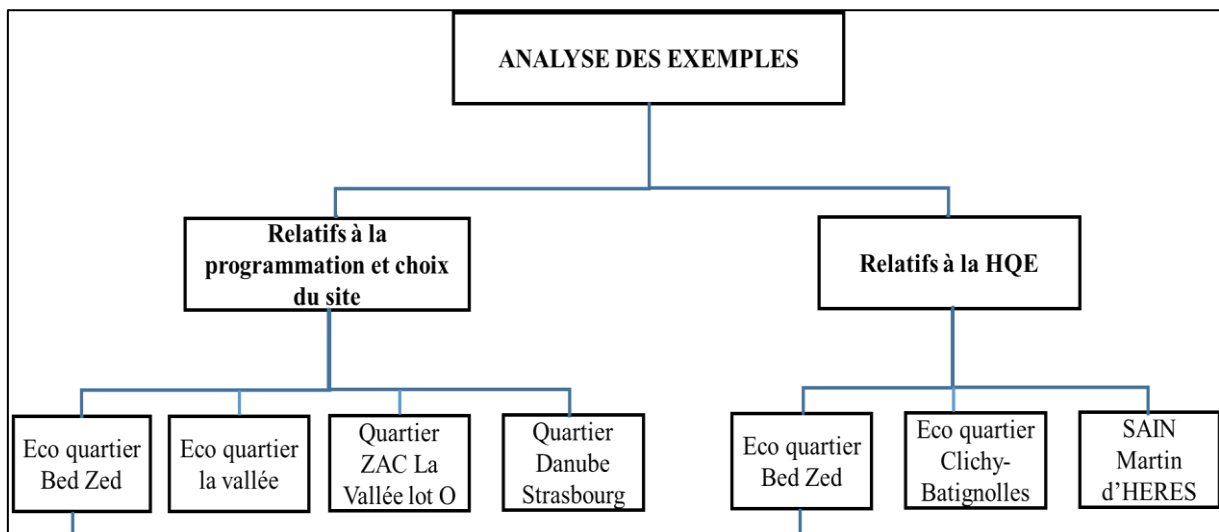 ANALYSE DES EXEMPLES
Relatifs à la
programmation et choix
du site
Relatifs à la HQE
Eco quartier
Bed Zed
Eco quartier
la vallée
Quartier
ZAC La
Vallée lot O
Quartier
Danube
Strasbourg
Eco quartier
Bed Zed
Eco quartier
Clichy-
Batignolles
SAIN
Martin
d’HERES